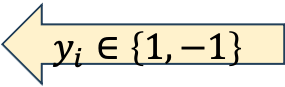 yᵢ ∈ {1, −1}